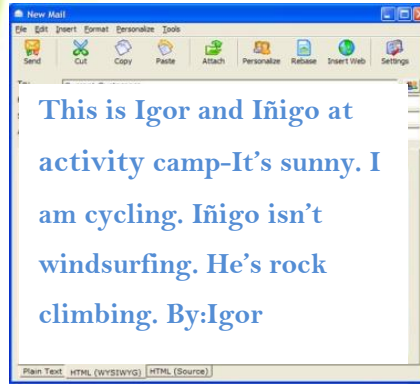 New Mail
File Edit Insert Format Personalize Tools
Send Cut Copy Paste Attach Personalize Rebase Insert Web Settings
This is Igor and Iñigo at
activity camp-It’s sunny. I
am cycling. Iñigo isn’t
windsurfing. He’s rock
climbing. By:Igor
Plain Text HTML (WYSIWYG) HTML (Source)